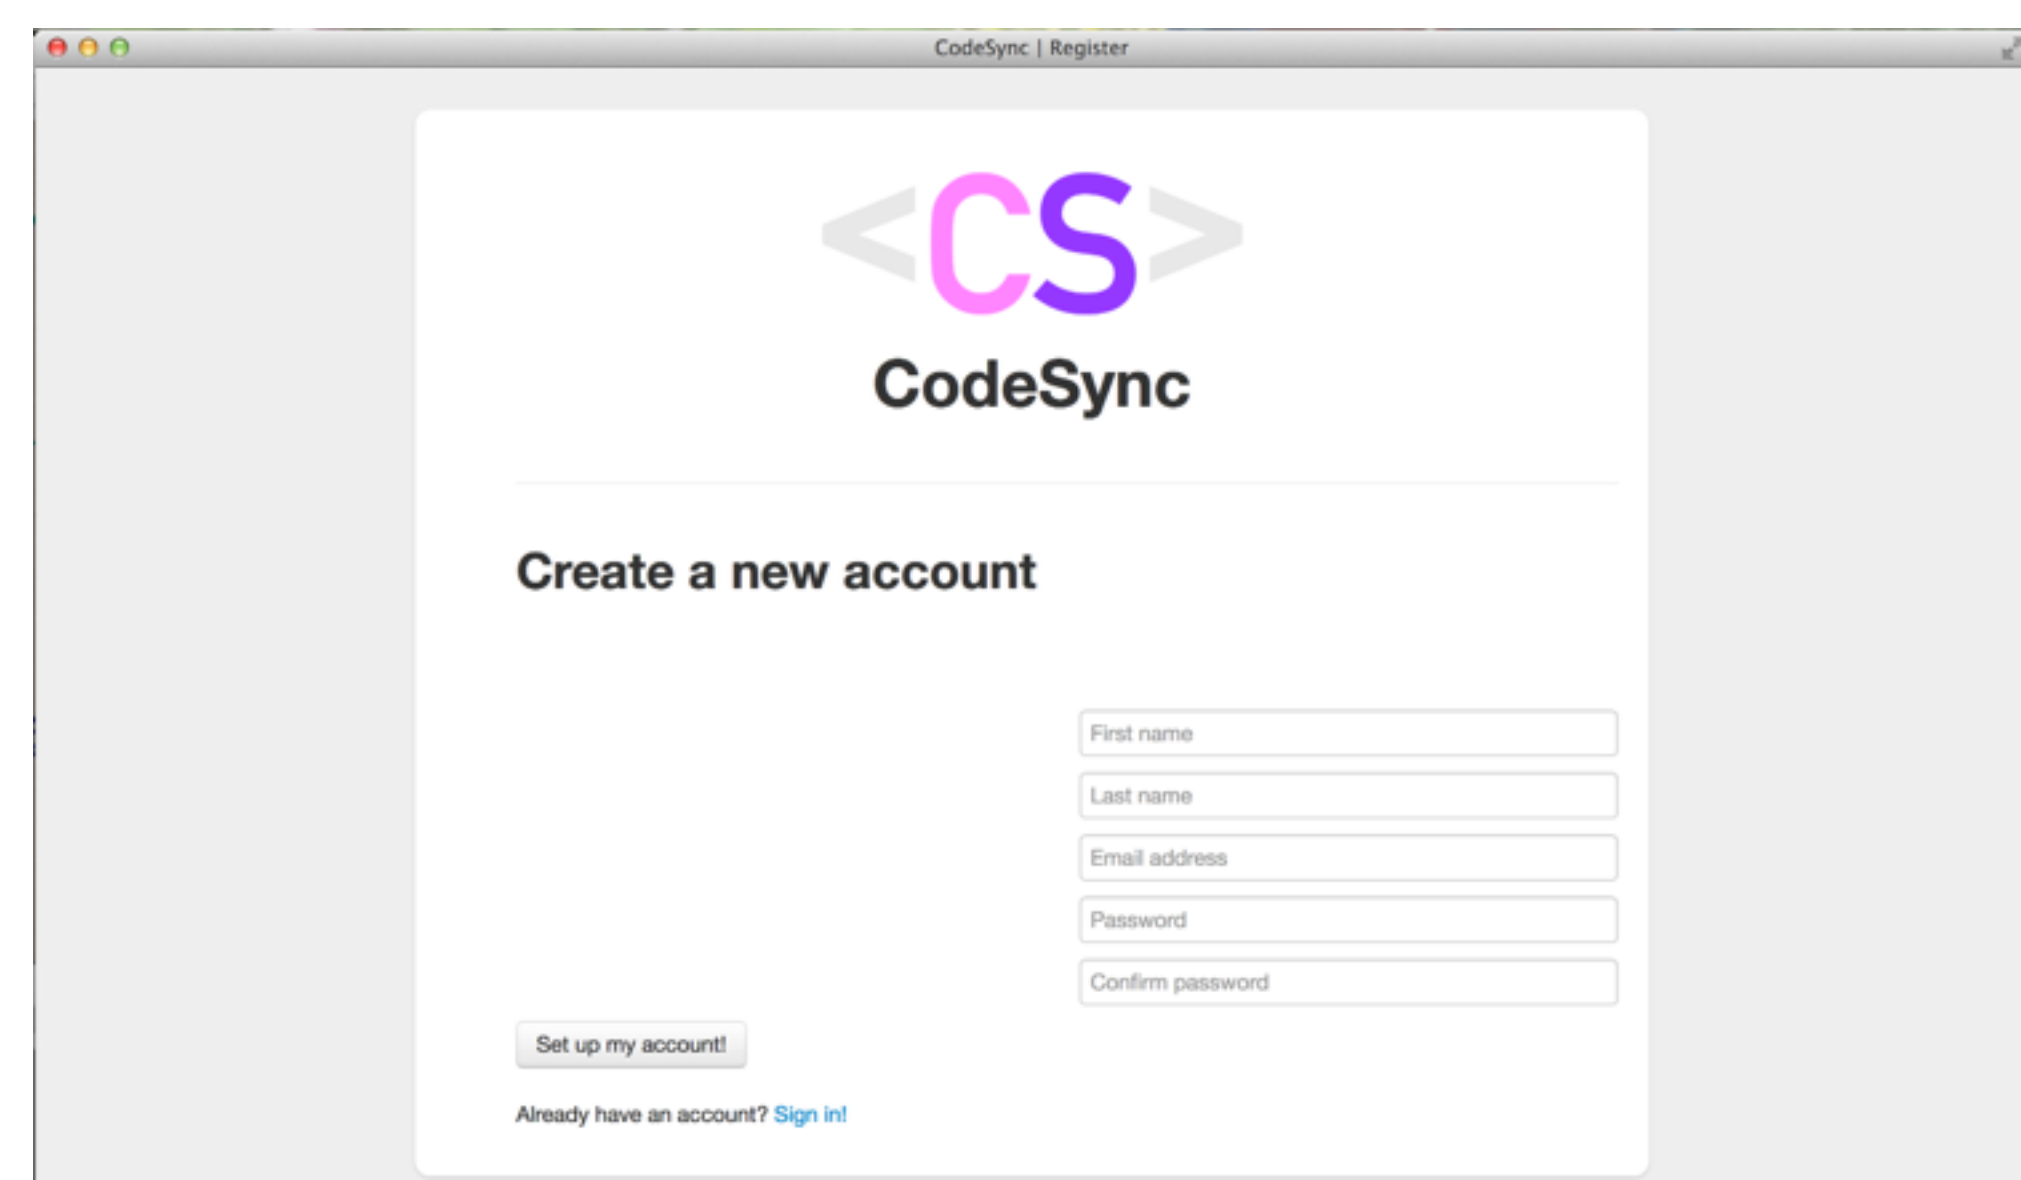 CodeSync | Register
<CS>
CodeSync
Create a new account
First name
Last name
Email address
Password
Confirm password
Set up my account!
Already have an account? Sign in!